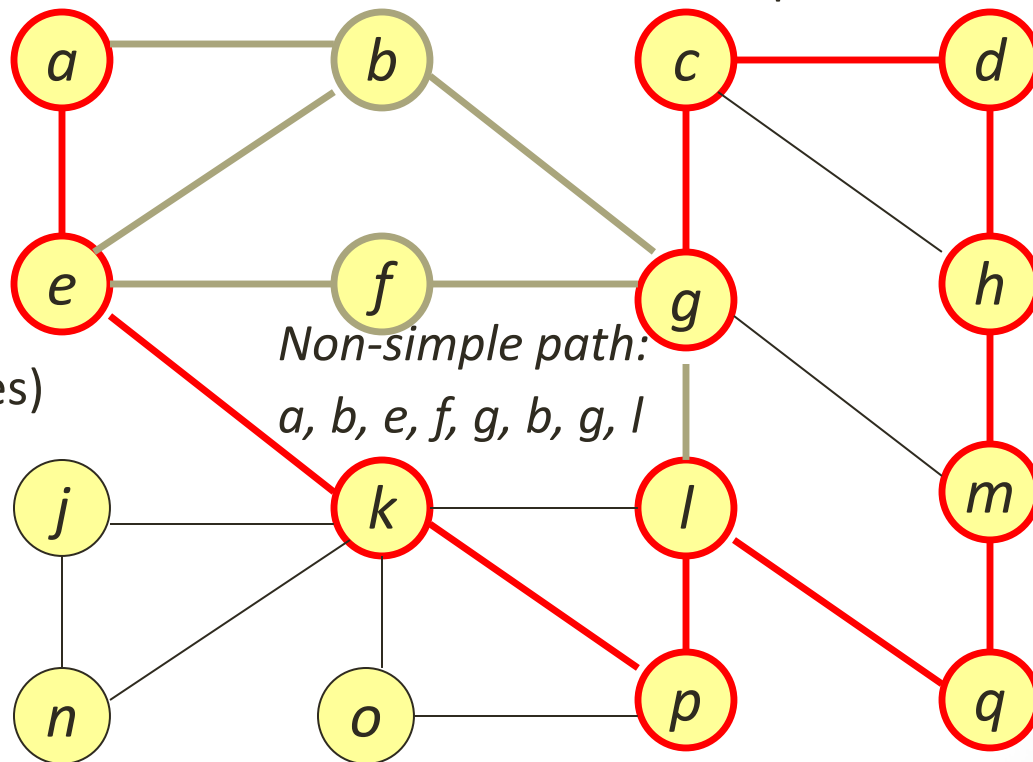 a b c d
e f g h
Non-simple path:
es)
a, b, e, f, g, b, g, l
j k l m
n o p q